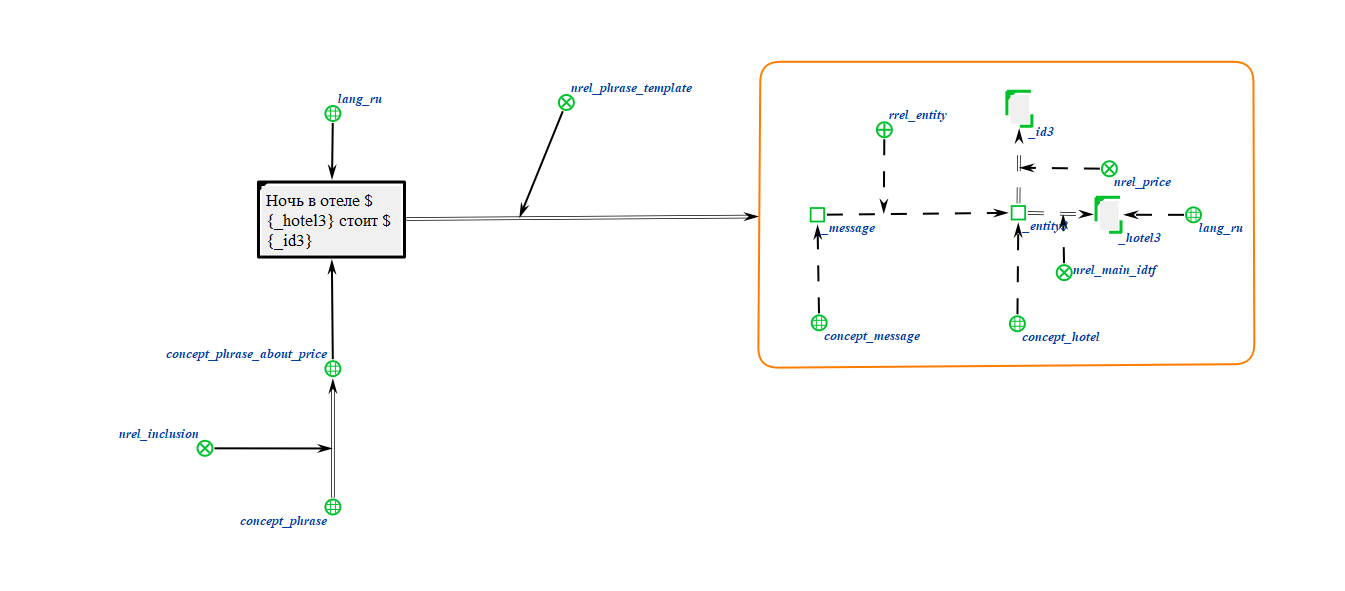 lang_ru
nrel_phrase_template
Ночь в отеле $
{_hotel3} стоит $
{_id3}
concept_phrase_about_price
nrel_inclusion
concept_phrase
rrel_entity
_id3
nrel_price
_message
_entity
_hotel3
lang_ru
nrel_main_idtf
concept_message
concept_hotel